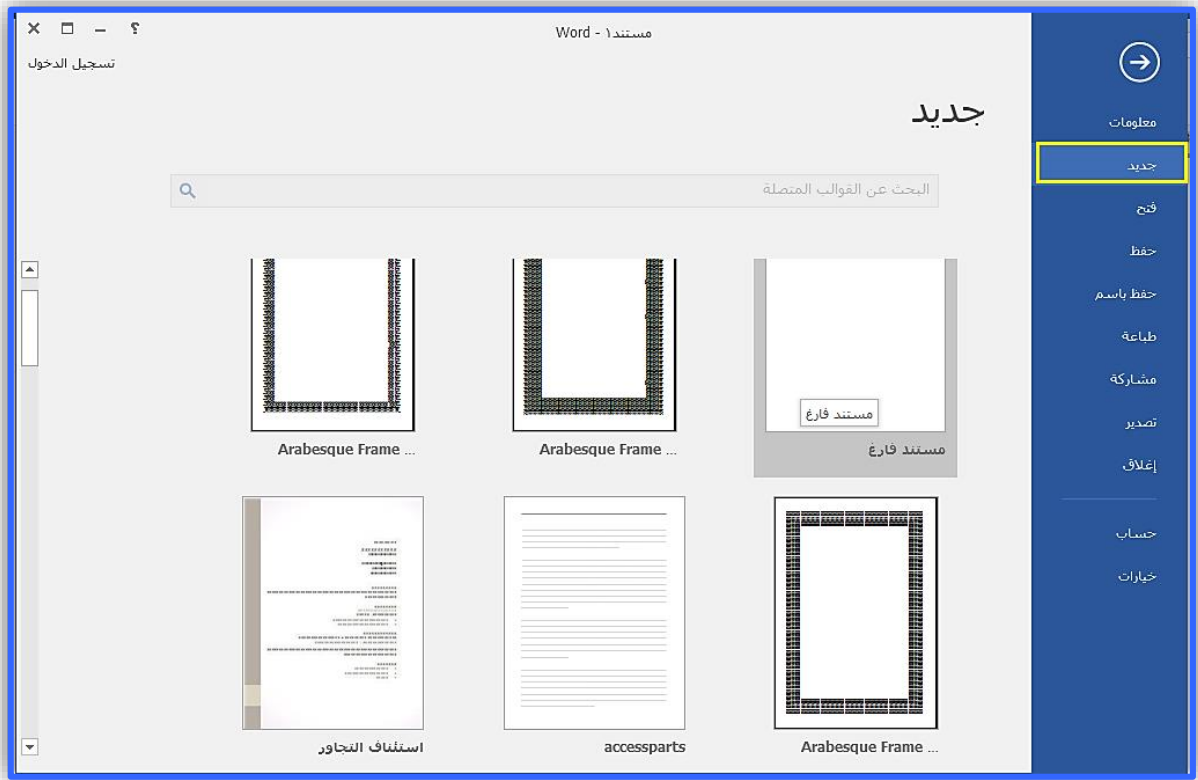 مستند١ - Word
؟
تسجيل الدخول
معلومات
جديد
فتح
حفظ
حفظ باسم
طباعة
مشاركة
تصدير
إغلاق
حساب
خيارات
جديد
البحث عن القوالب المتصلة
مستند فارغ
مستند فارغ
Arabesque Frame ...
Arabesque Frame ...
Arabesque Frame ...
accessparts
استئناف التجاور